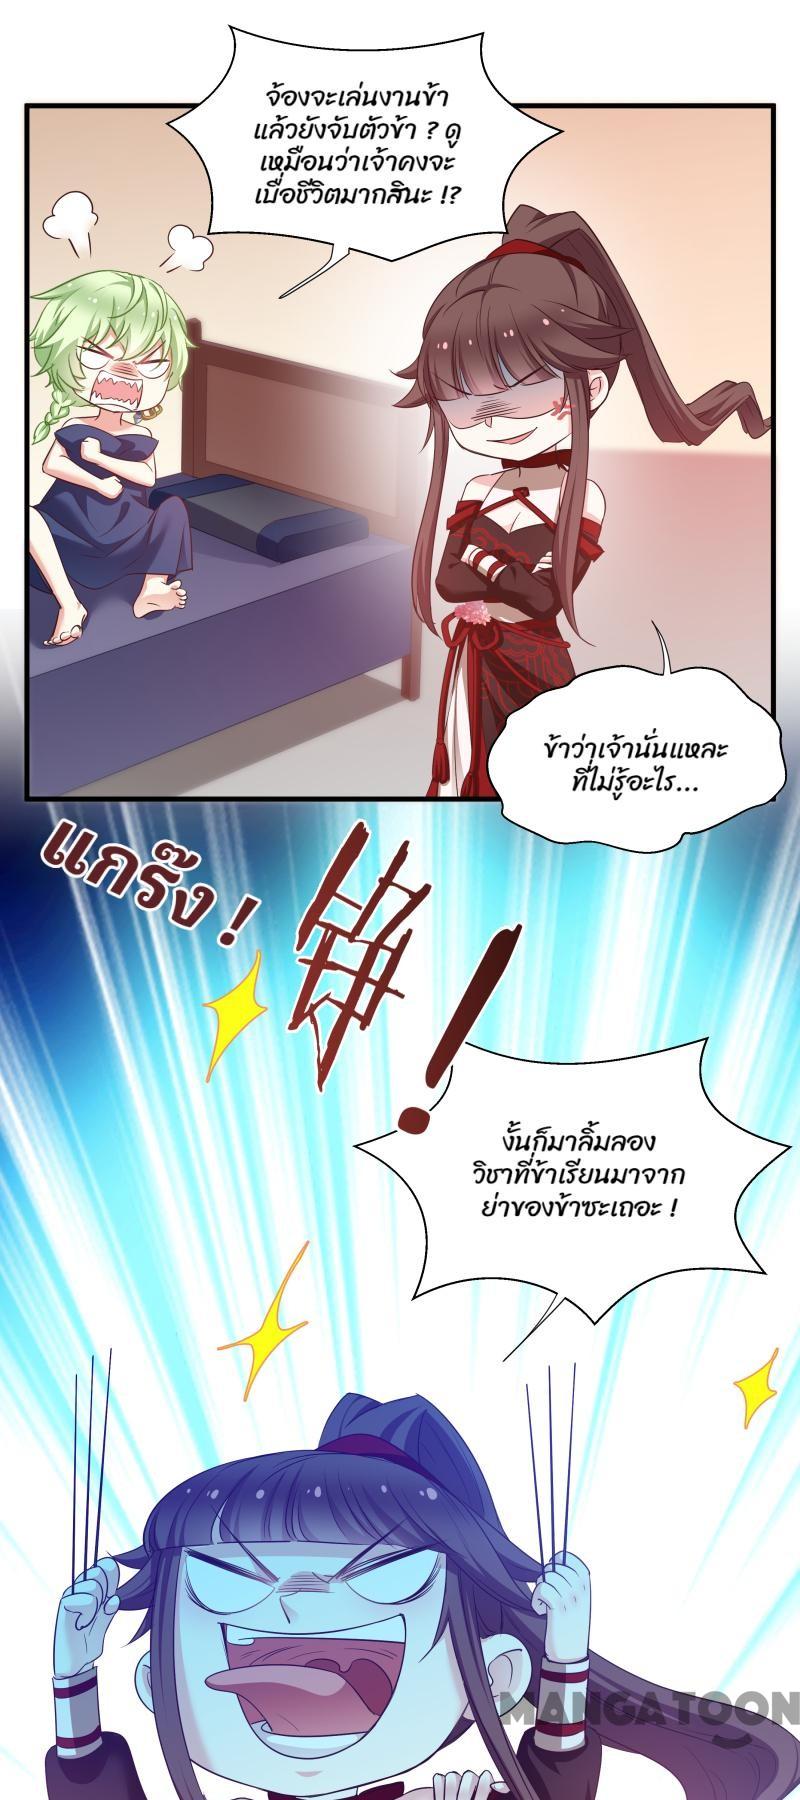 จ้องจะเล่นงานข้า
แล้วยังจับตัวข้า ? ดู
เหมือนว่าเจ้าคงจะ
เบื่อชีวิตมากสินะ !?
ข้าว่าเจ้านั่นแหละ
ที่ไม่รู้อะไร...
แกร๊ง !
锵!
งั้นก็มาลิ้มลอง
วิชาที่ข้าเรียนมาจาก
ย่าของข้าซะเถอะ !
MANGATOON